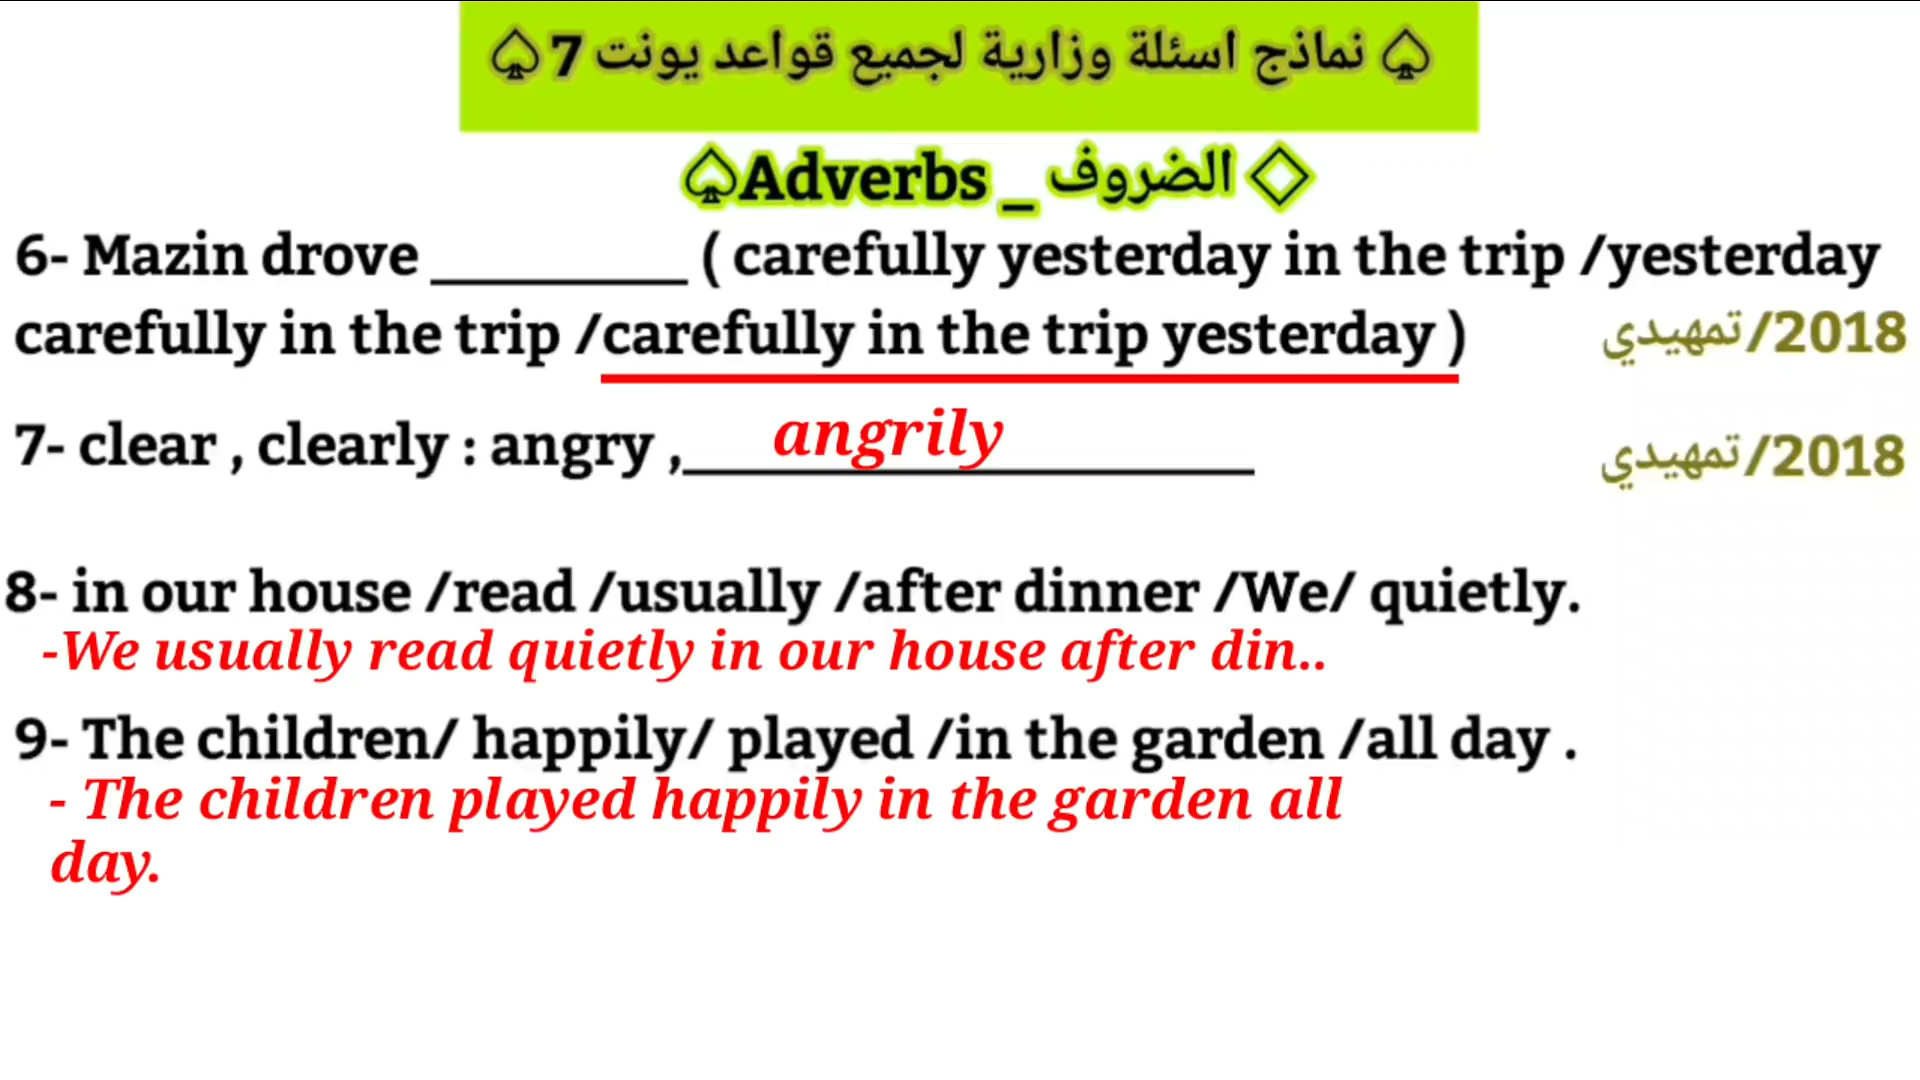 ♤ نماذج اسئلة وزارية لجميع قواعد يونت 7 ♤
♤Adverbs _ الضروف ◇
6- Mazin drove ________ ( carefully yesterday in the trip /yesterday
carefully in the trip /carefully in the trip yesterday ) 2018/تمهيدي
7- clear , clearly : angry ,__________________ angrily 2018/تمهيدي
8- in our house /read /usually /after dinner /We/ quietly.
-We usually read quietly in our house after din..
9- The children/ happily/ played /in the garden /all day .
- The children played happily in the garden all
day.